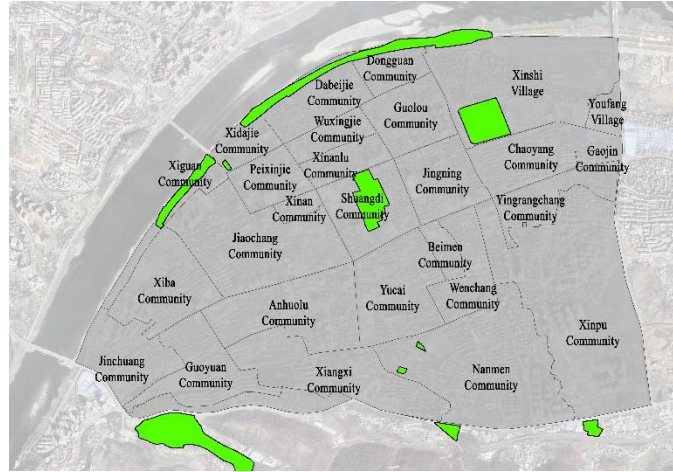 Dongguan
Community
Xinshi
Village
Dabeijie
Community
Guolou
Community
Youfang
Village
Wuxingjie
Community
Xidajie
Community
Chaoyang
Community
Gaojin
Community
Xinanlu
Community
Xiguan
Community
Peixinjie
Community
Jingning
Community
Shuangdi
Community
Xinan
Community
Yingrangchang
Community
Jiaochang
Community
Beimen
Community
Xiba
Community
Yucai
Community
Wenchang
Community
Anhuolu
Community
Xinpu
Community
Jinchuang
Community
Guoyuan
Community
Xiangxi
Community
Nanmen
Community